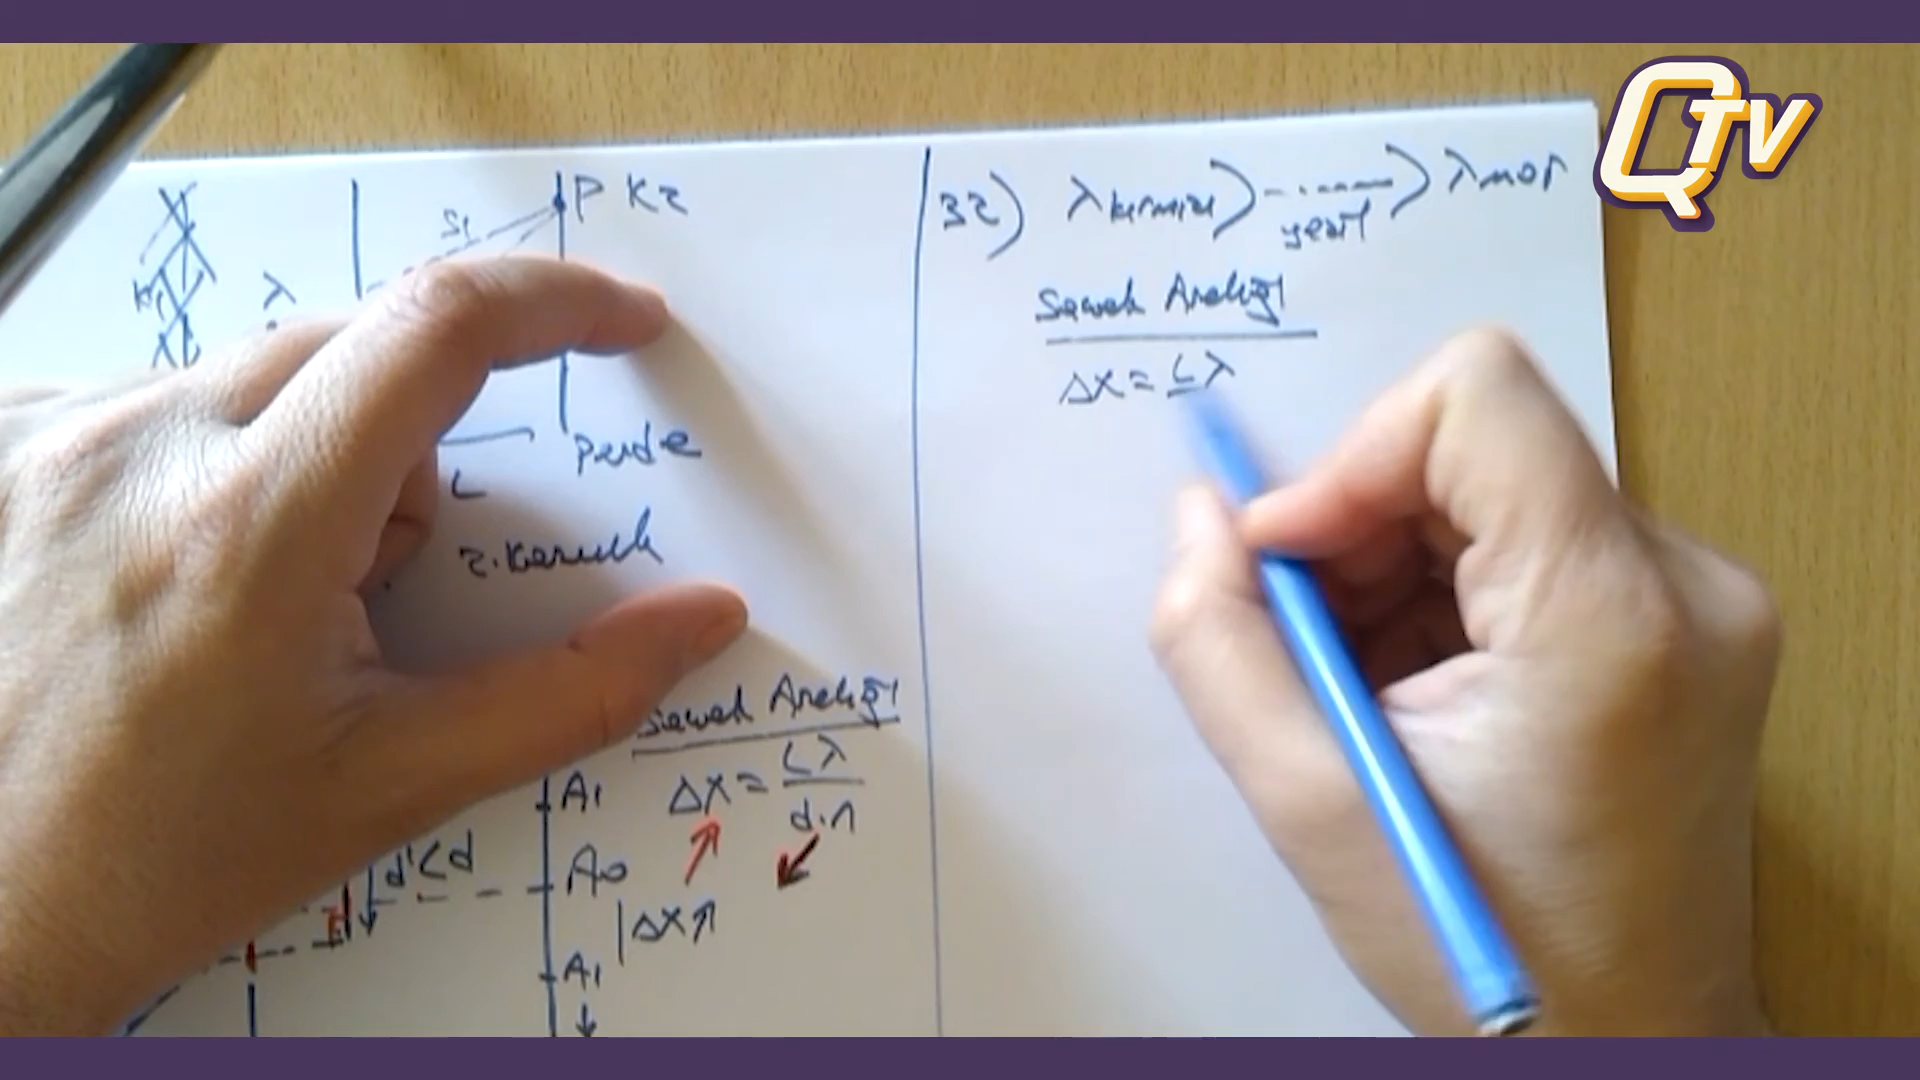 QTV
S1
P K2
λ
L
Perde
2. Karanlık
Saçak Aralığı
Δx = Lλ
d.n
A1
A0
d'<d
|Δx↑
A1
32) λkırmızı > ------ > λmor
yeşil
Saçak Aralığı
Δx = Lλ